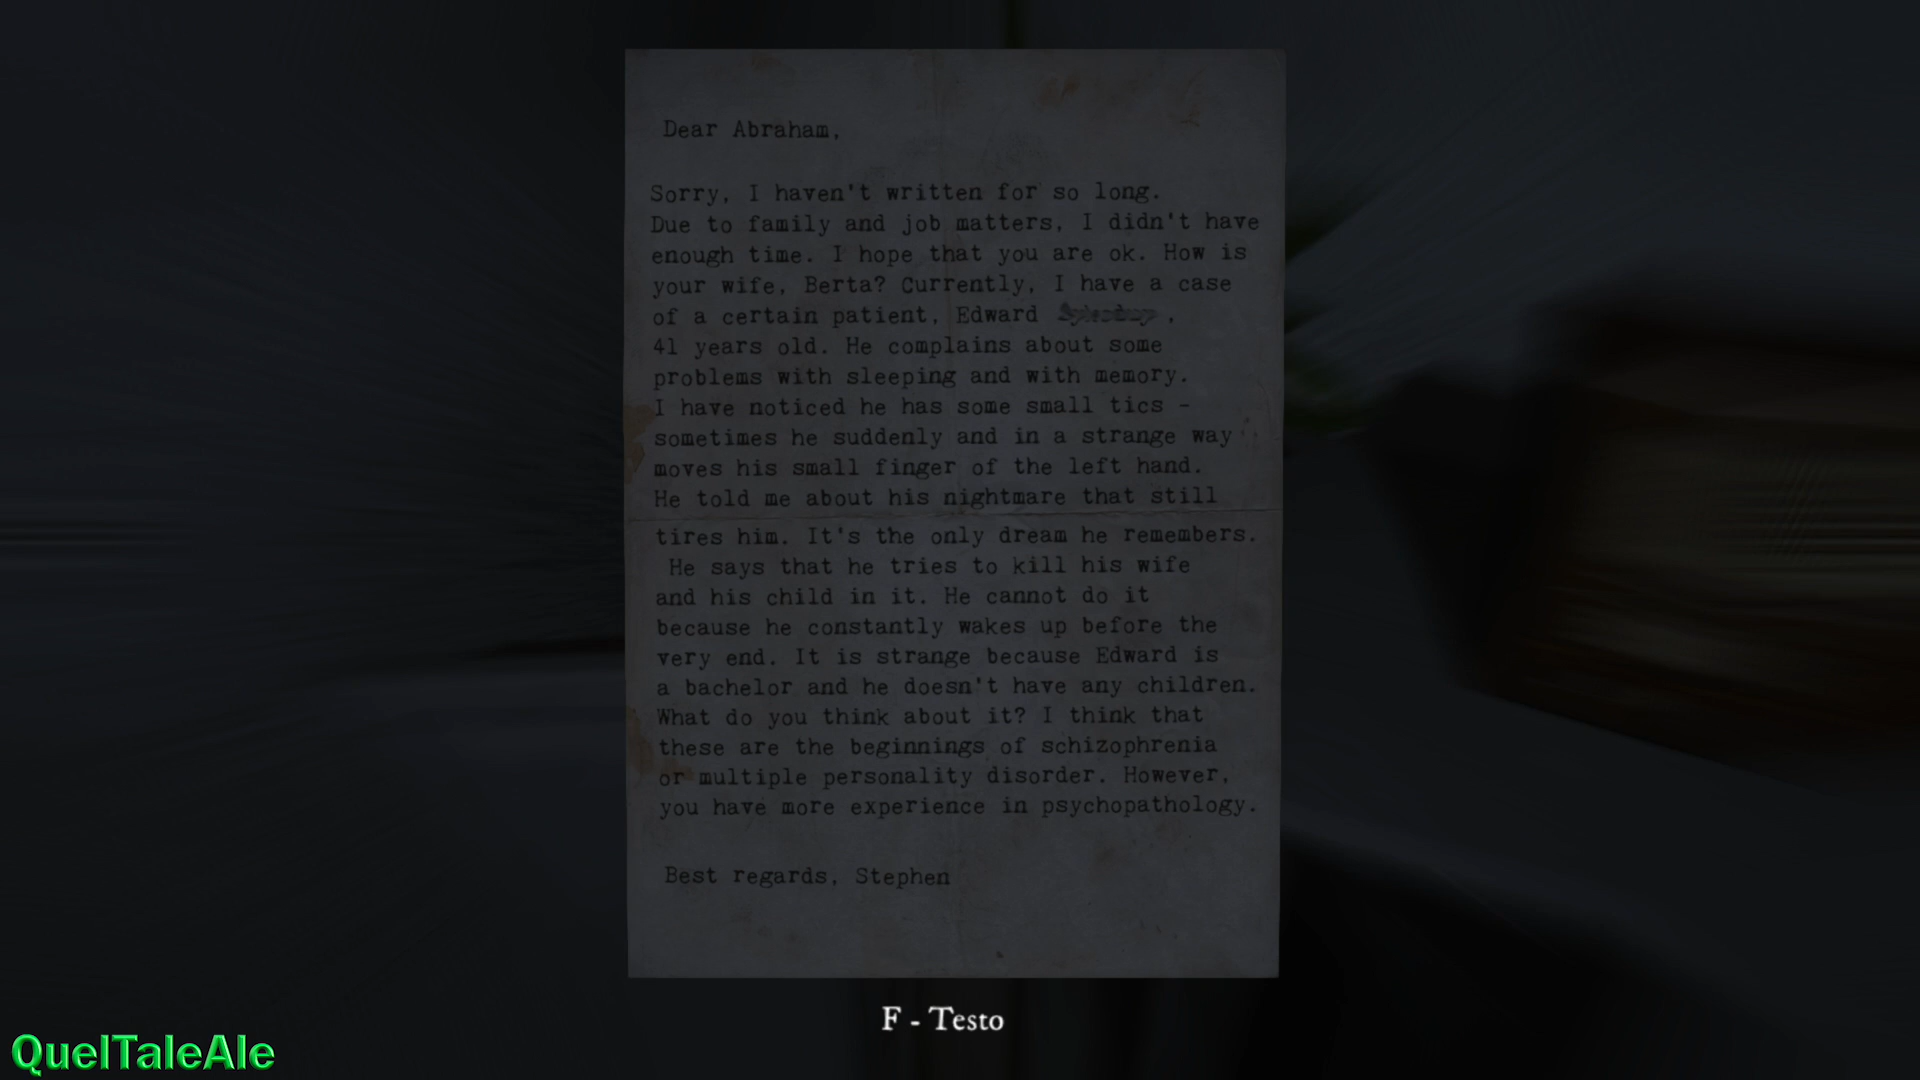 Dear Abraham,
Sorry, I haven't written for so long.
Due to family and job matters, I didn't have
enough time. I hope that you are ok. How is
your wife, Berta? Currently, I have a case
of a certain patient, Edward ,
41 years old. He complains about some
problems with sleeping and with memory.
I have noticed he has some small tics -
sometimes he suddenly and in a strange way
moves his small finger of the left hand.
He told me about his nightmare that still
tires him. It's the only dream he remembers.
He says that he tries to kill his wife
and his child in it. He cannot do it
because he constantly wakes up before the
very end. It is strange because Edward is
a bachelor and he doesn't have any children.
What do you think about it? I think that
these are the beginnings of schizophrenia
or multiple personality disorder. However,
you have more experience in psychopathology.
Best regards, Stephen
F - Testo
QuelTaleAle